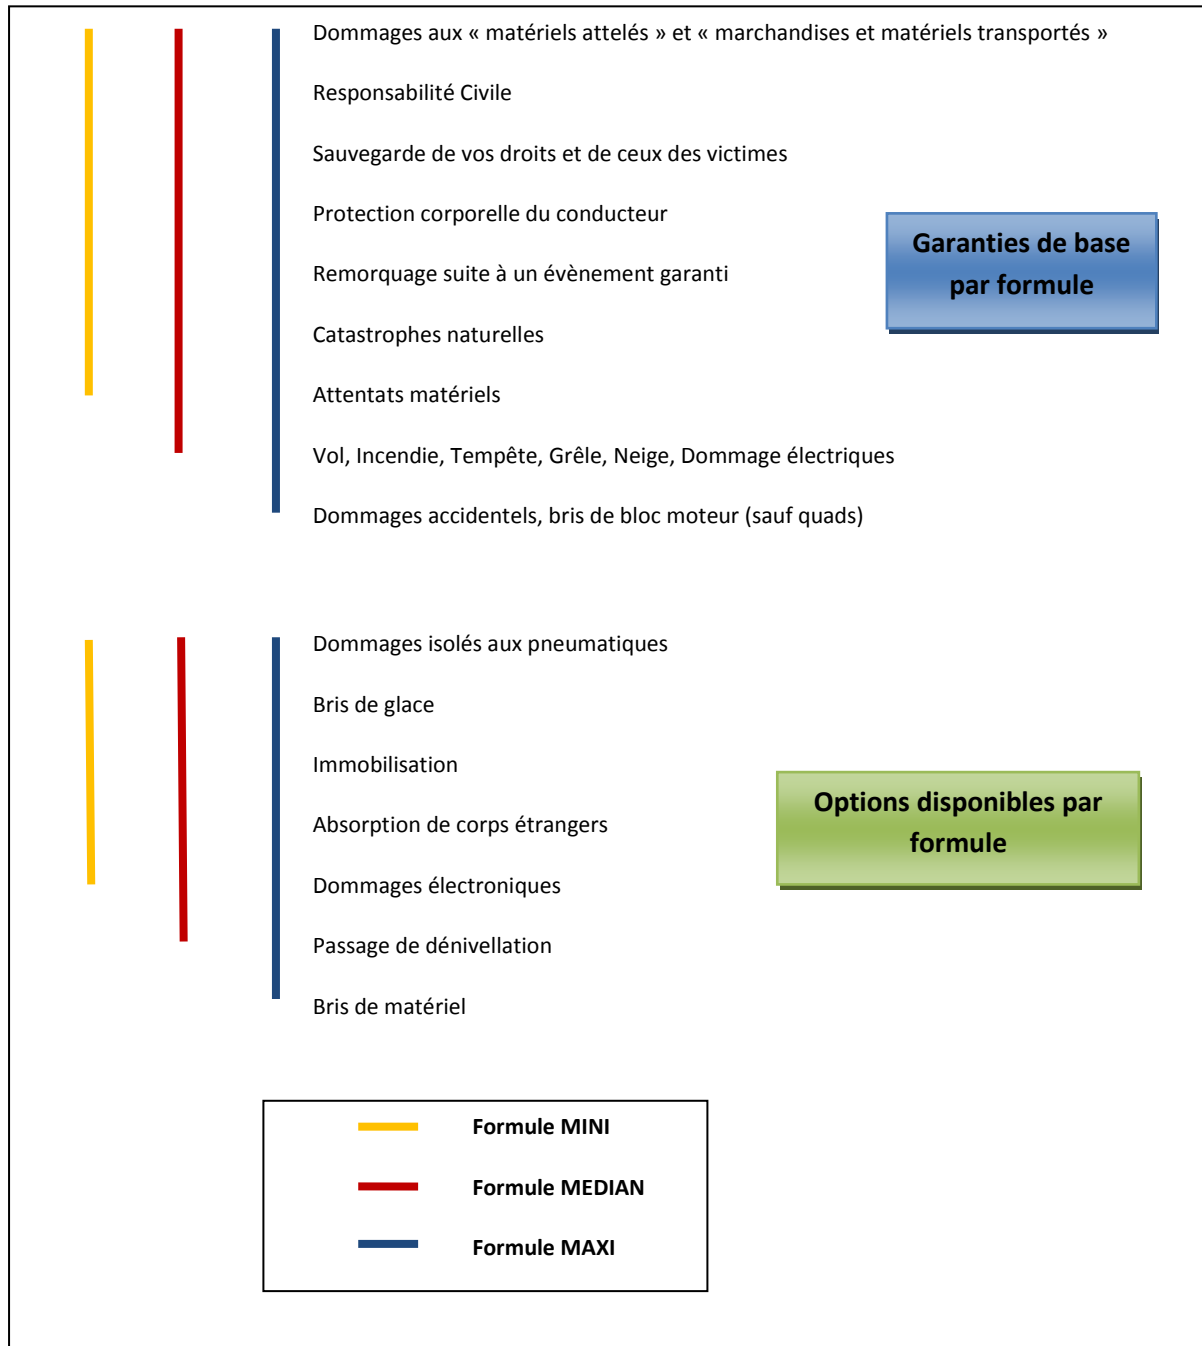 Dommages aux « matériels attelés » et « marchandises et matériels transportés »
Responsabilité Civile
Sauvegarde de vos droits et de ceux des victimes
Protection corporelle du conducteur
Garanties de base
par formule
Remorquage suite à un évènement garanti
Catastrophes naturelles
Attentats matériels
Vol, Incendie, Tempête, Grêle, Neige, Dommage électriques
Dommages accidentels, bris de bloc moteur (sauf quads)
Dommages isolés aux pneumatiques
Bris de glace
Immobilisation
Options disponibles par
formule
Absorption de corps étrangers
Dommages électroniques
Passage de dénivellation
Bris de matériel
Formule MINI
Formule MEDIAN
Formule MAXI